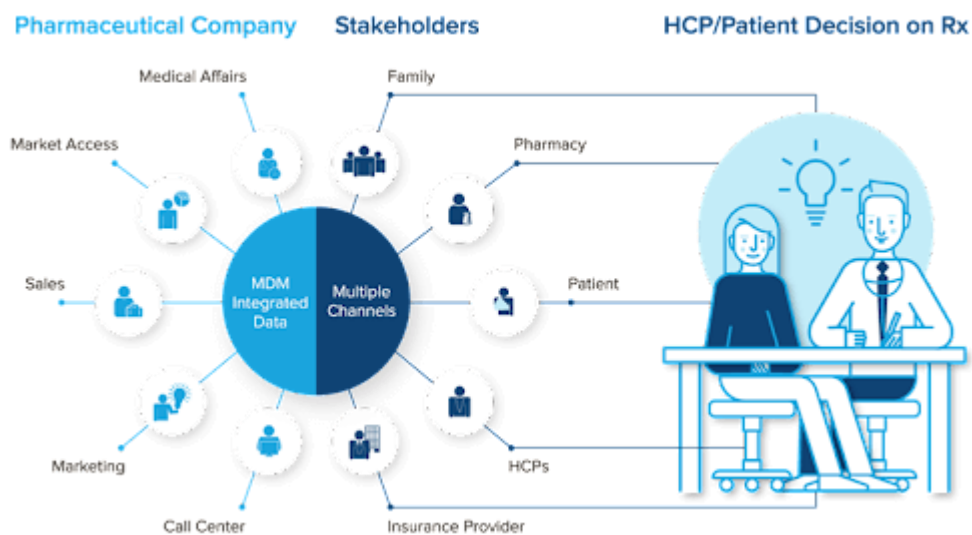 Pharmaceutical Company
Stakeholders
HCP/Patient Decision on Rx
Medical Affairs
Family
Market Access
Pharmacy
Sales
MDM
Integrated
Data
Multiple
Channels
Patient
Marketing
HCPs
Call Center
Insurance Provider